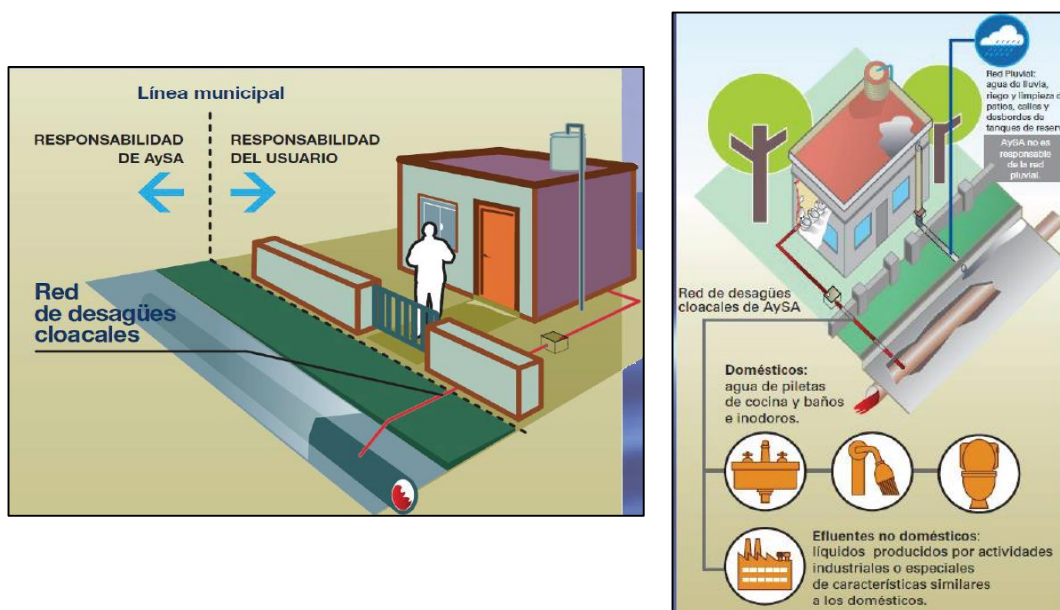 Línea municipal
RESPONSABILIDAD
DE AySA
RESPONSABILIDAD
DEL USUARIO
Red
de desagües
cloacales
Red Pluvial:
agua de lluvia,
riego y limpieza
patios, calles y
desbordes de
tanques de
AySA no es
responsable
de la red
pluvial.
Red de desagües
cloacales de AySA
Domésticos:
agua de piletas
de cocina y baños
e inodoros.
Efluentes no domésticos:
líquidos producidos por actividades
industriales o especiales
de características similares
a los domésticos.